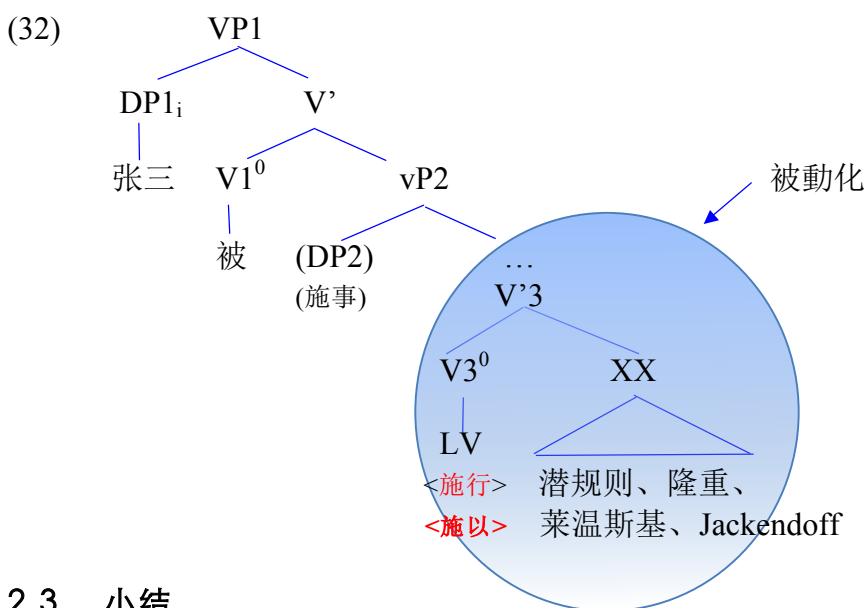 (32) VP1
DP1i V’
张三 V1⁰ vP2 被動化
被 (DP2) …
(施事) V’3
V3⁰ XX
LV
<施行> 潜规则、隆重、
<施以> 莱温斯基、Jackendoff
2.3 小结